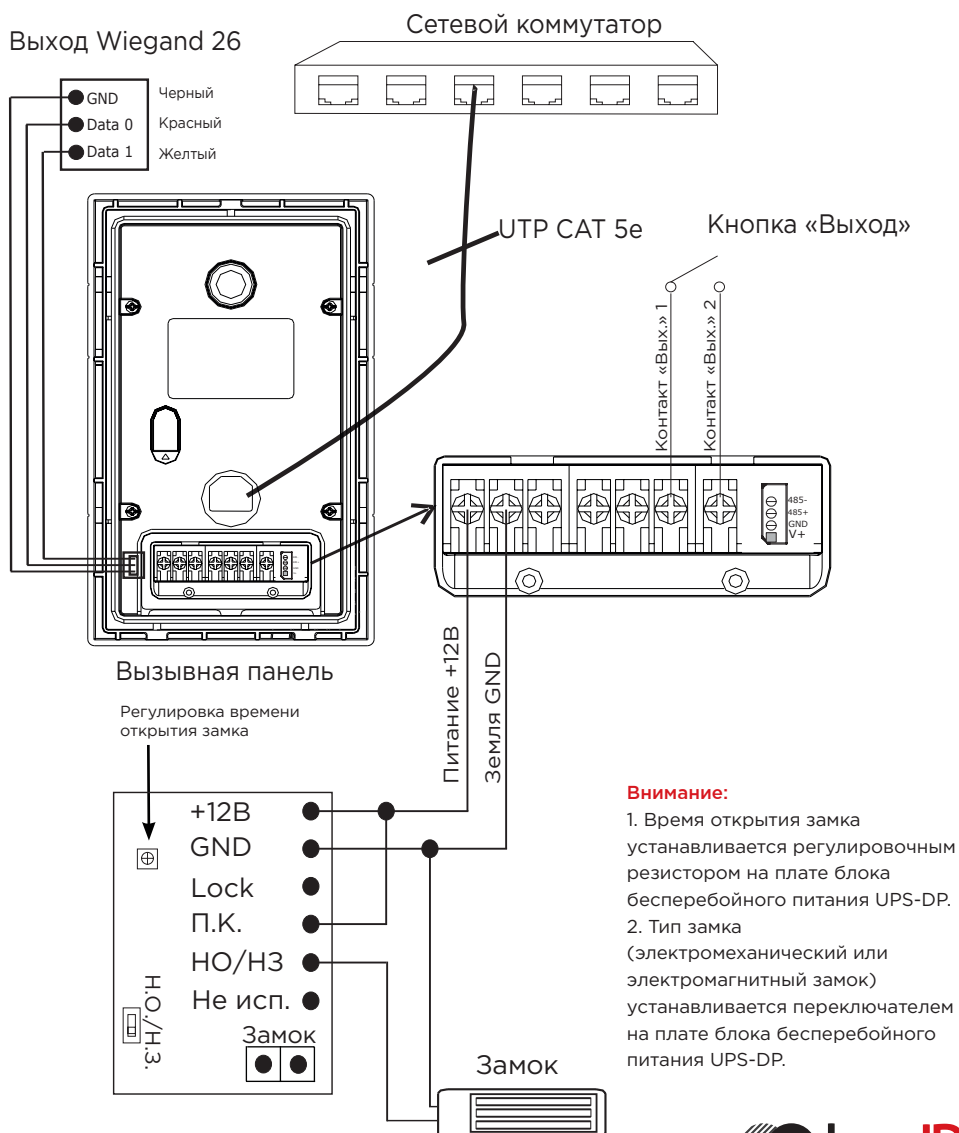 Сетевой коммутатор
Выход Wiegand 26
GND
Черный
Data 0
Красный
Data 1
Желтый
UTP CAT 5e
Кнопка «Выход»
Контакт «Вых.» 1
Контакт «Вых.» 2
485-
485+
GND
V+
Вызывная панель
Питание +12В
Земля GND
Регулировка времени
открытия замка
+12В
GND
Lock
П.К.
НО/НЗ
Не исп.
Н.О./Н.З.
Замок
Замок
Внимание:
1. Время открытия замка
устанавливается регулировочным
резистором на плате блока
бесперебойного питания UPS-DP.
2. Тип замка
(электромеханический или
электромагнитный замок)
устанавливается переключателем
на плате блока бесперебойного
питания UPS-DP.